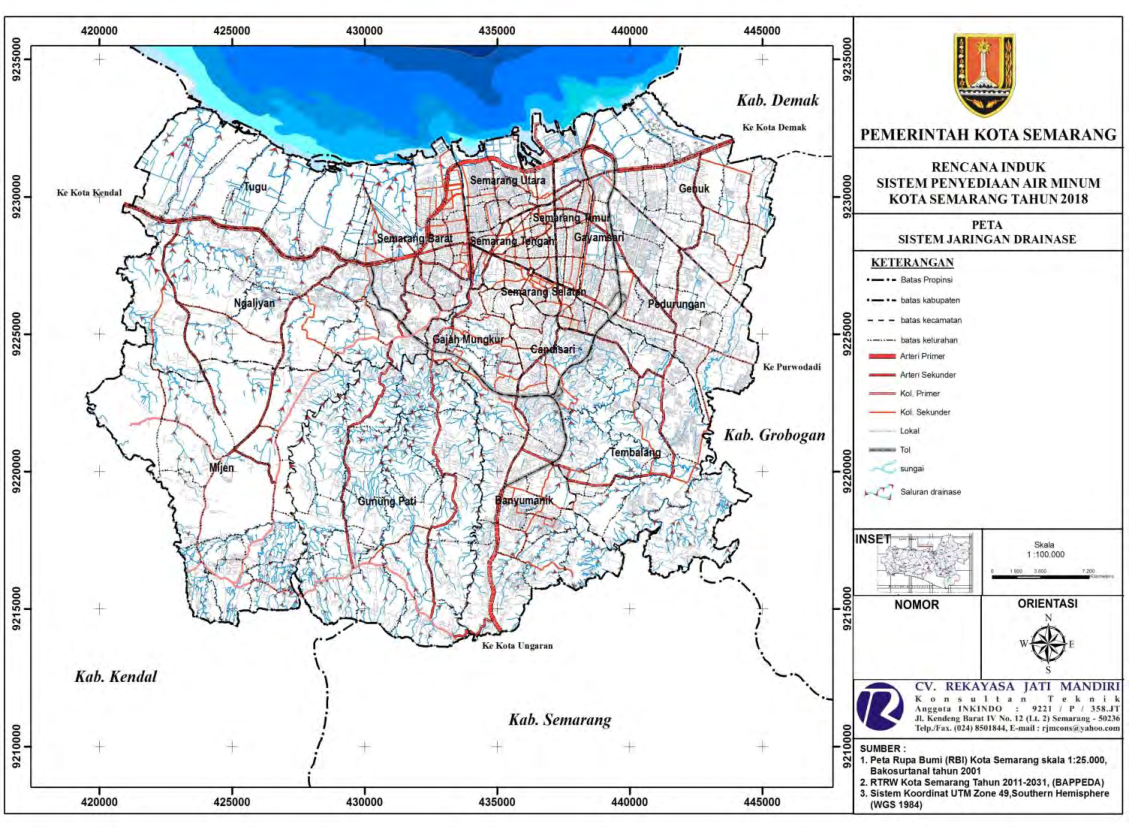 420000 425000 430000 435000 440000 445000
9235000
9230000
9225000
9220000
9215000
9210000
Kab. Demak
Ke Kota Demak
Ke Kota Kendal
Tugu
Semarang Utara
Genuk
Semarang Timur
Semarang Barat
Semarang Tengah
Gayamsari
Ngaliyan
Semarang Selatan
Pedurungan
Gajah Mungkur
Candisari
Ke Purwodadi
Kab. Grobogan
Tembalang
Mijen
Gunung Pati
Banyumanik
Ke Kota Ungaran
Kab. Kendal
Kab. Semarang
9235000
9230000
9225000
9220000
9215000
9210000
420000 425000 430000 435000 440000 445000
PEMERINTAH KOTA SEMARANG
RENCANA INDUK
SISTEM PENYEDIAAN AIR MINUM
KOTA SEMARANG TAHUN 2018
PETA
SISTEM JARINGAN DRAINASE
KETERANGAN
Batas Propinsi
batas kabupaten
batas kecamatan
batas kelurahan
Arteri Primer
Arteri Sekunder
Kol. Primer
Kol. Sekunder
Lokal
Tol
sungai
Saluran drainase
INSET
Skala
1 :100.000
0 1 800 3 600 7 200
Kilometers
NOMOR
ORIENTASI
N
W E
S
CV. REKAYASA JATI MANDIRI
Konsultan Teknik
Anggota INKINDO : 9221 / P / 358.JT
Jl. Kendeng Barat IV No. 12 (Lt. 2) Semarang - 50236
Telp./Fax. (024) 8501844, E-mail : rjmcons@yahoo.com
SUMBER :
1. Peta Rupa Bumi (RBI) Kota Semarang skala 1:25.000,
Bakosurtanal tahun 2001
2. RTRW Kota Semarang Tahun 2011-2031, (BAPPEDA)
3. Sistem Koordinat UTM Zone 49,Southern Hemisphere
(WGS 1984)